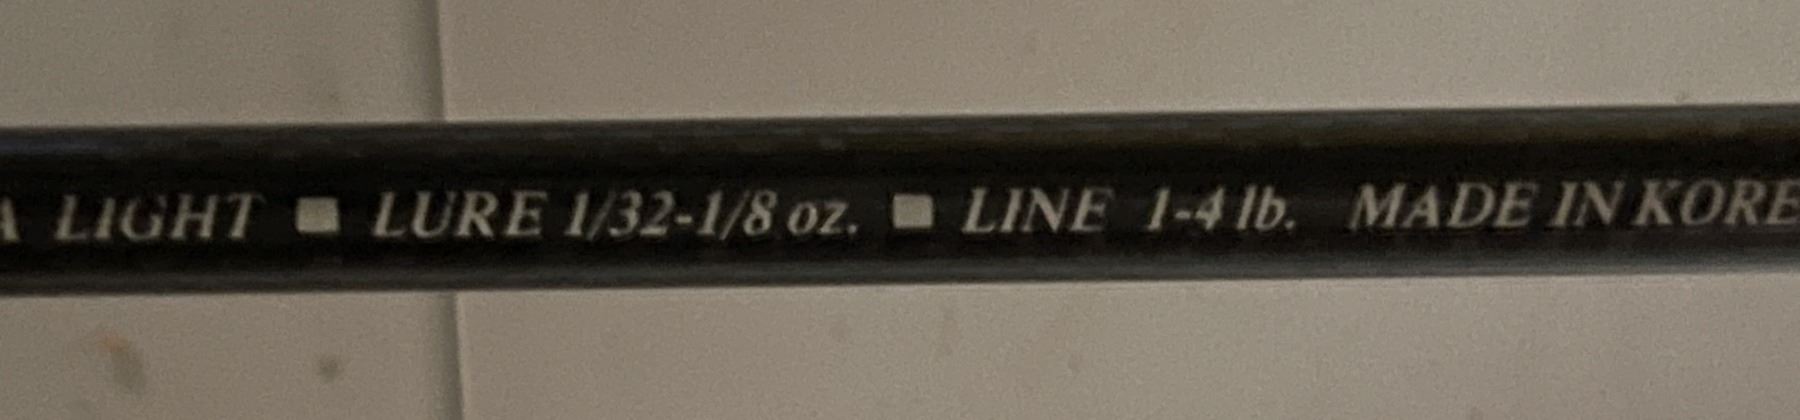 A LIGHT ■ LURE 1/32-1/8 oz. ■ LINE 1-4 lb. MADE IN KORE